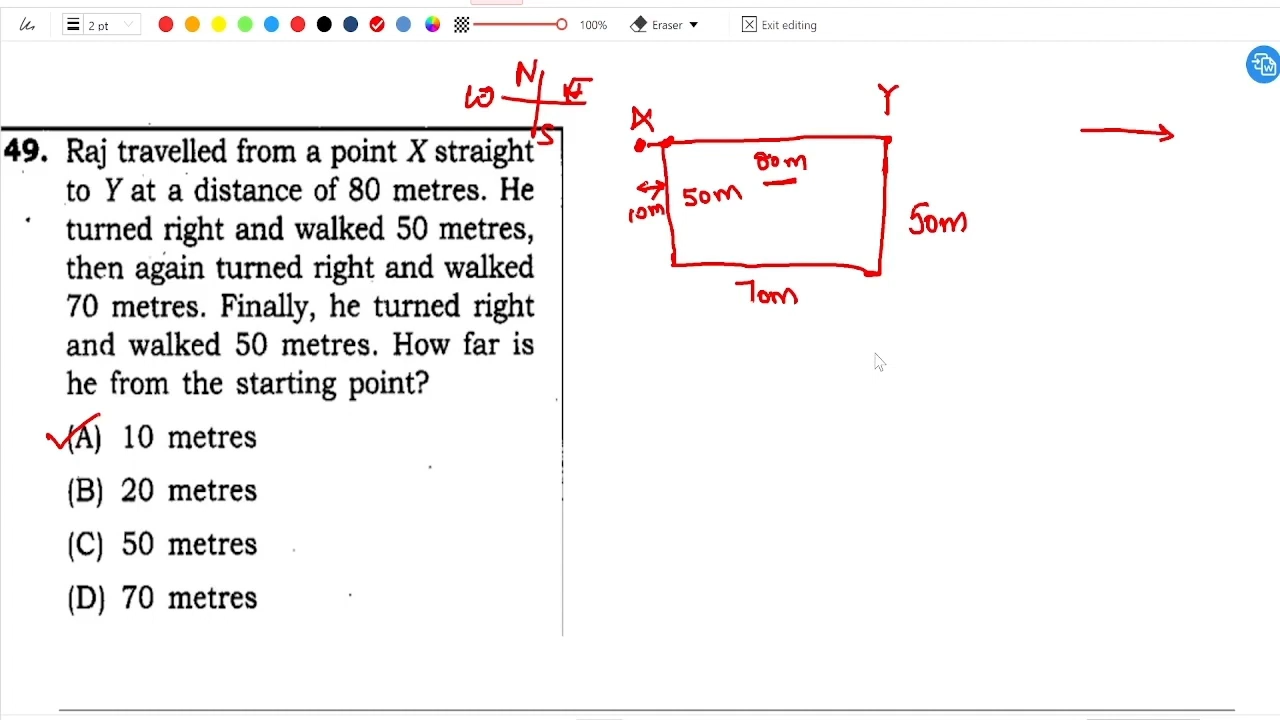 2 pt
100%
Eraser
Exit editing
N
W
E
S
X
Y
80m
50m
10m
50m
70m
49. Raj travelled from a point X straight
to Y at a distance of 80 metres. He
turned right and walked 50 metres,
then again turned right and walked
70 metres. Finally, he turned right
and walked 50 metres. How far is
he from the starting point?
(A) 10 metres
(B) 20 metres
(C) 50 metres
(D) 70 metres